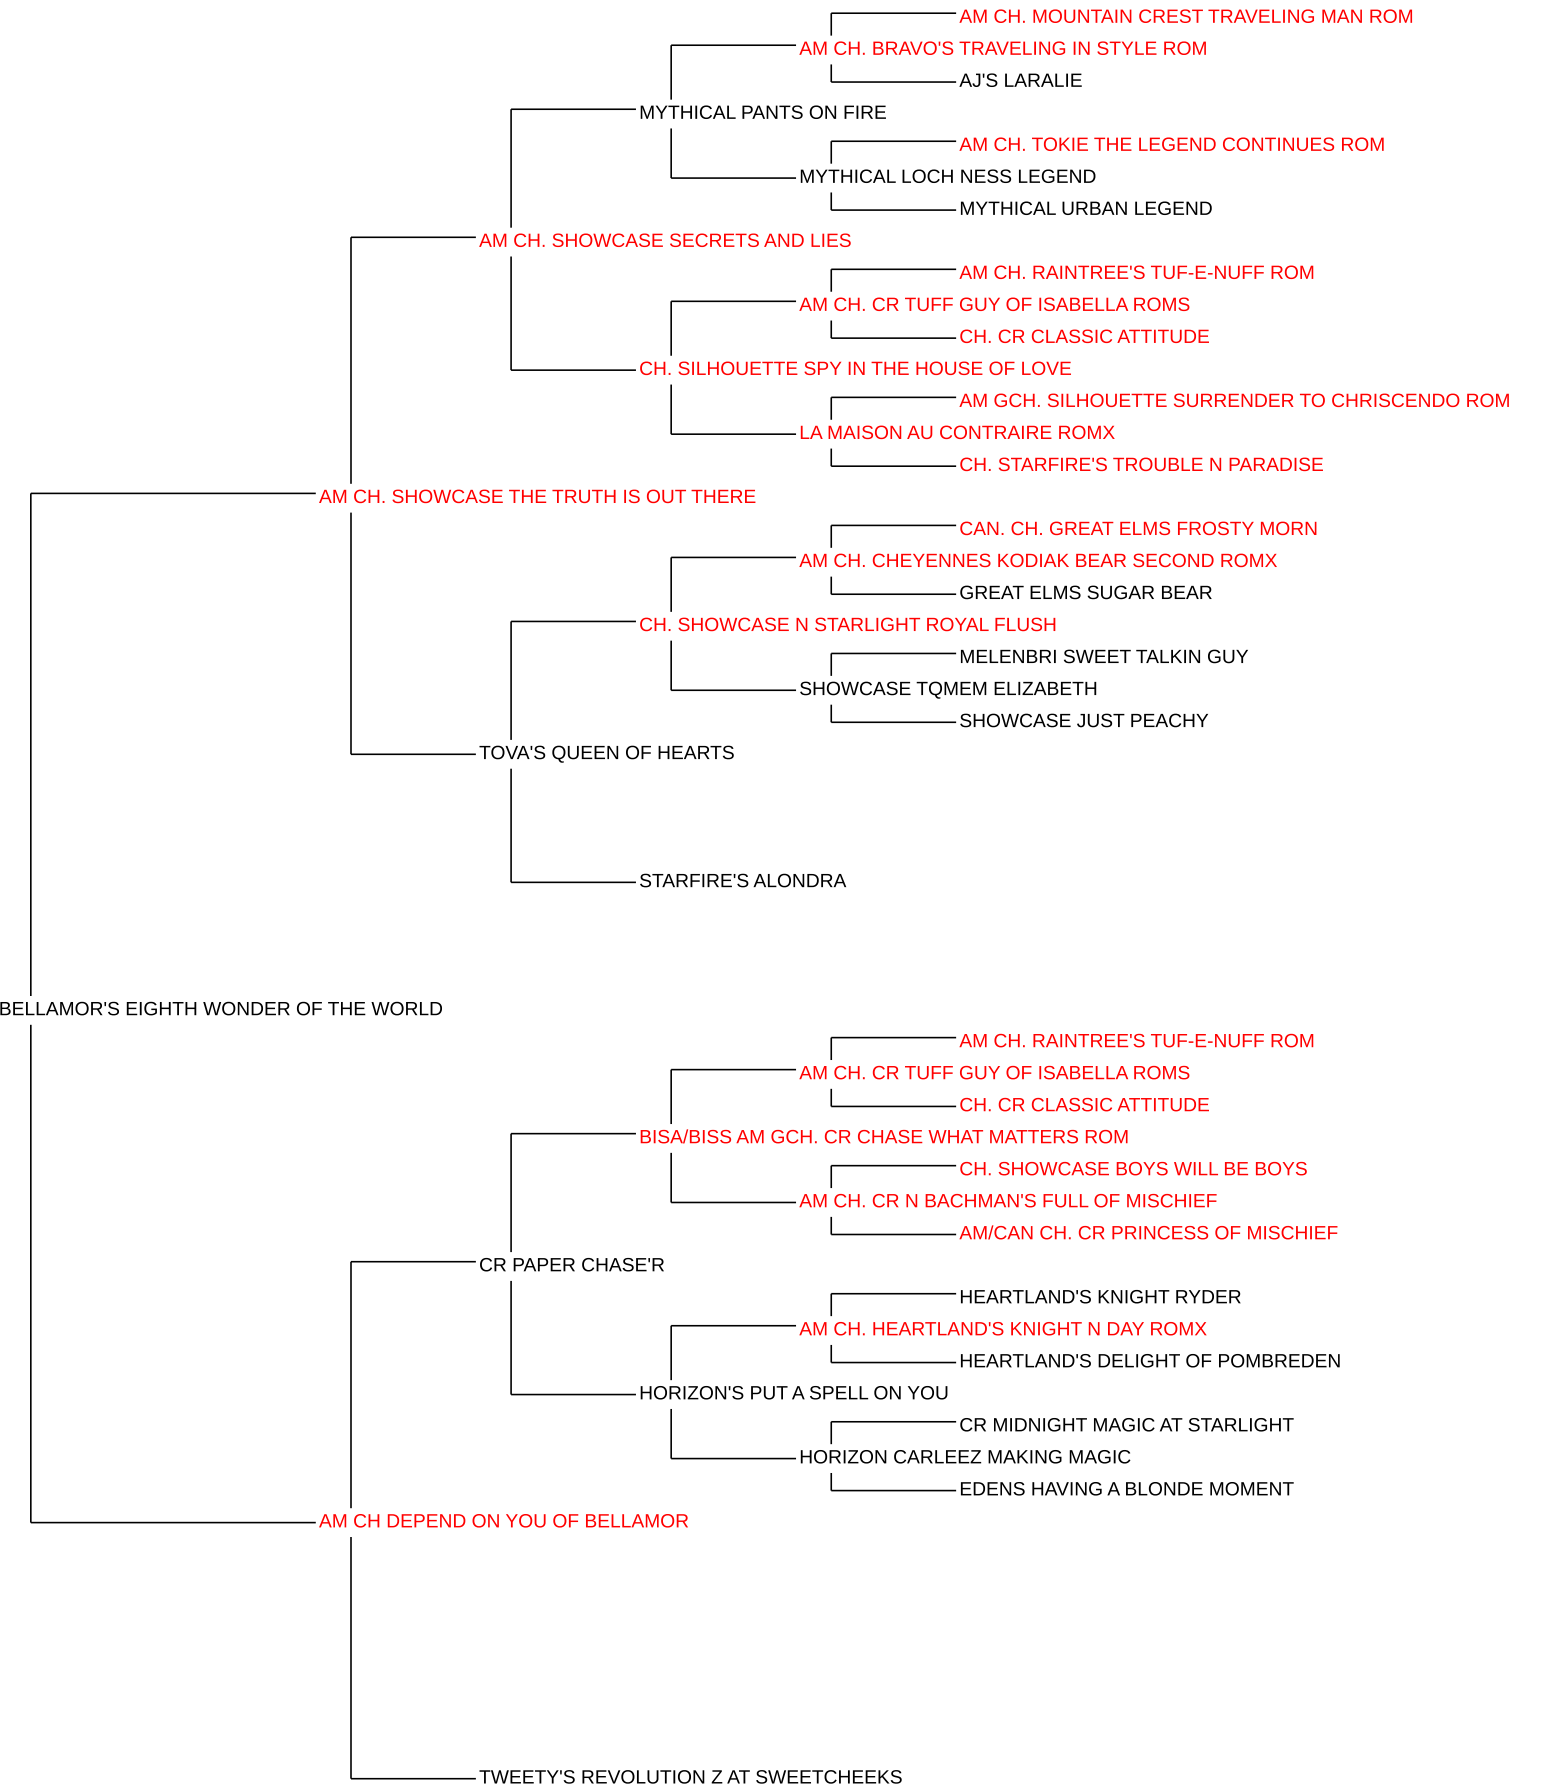 AM CH. MOUNTAIN CREST TRAVELING MAN ROM
AM CH. BRAVO'S TRAVELING IN STYLE ROM
AJ'S LARALIE
MYTHICAL PANTS ON FIRE
AM CH. TOKIE THE LEGEND CONTINUES ROM
MYTHICAL LOCH NESS LEGEND
MYTHICAL URBAN LEGEND
AM CH. SHOWCASE SECRETS AND LIES
AM CH. RAINTREE'S TUF-E-NUFF ROM
AM CH. CR TUFF GUY OF ISABELLA ROMS
CH. CR CLASSIC ATTITUDE
CH. SILHOUETTE SPY IN THE HOUSE OF LOVE
AM GCH. SILHOUETTE SURRENDER TO CHRISCENDO ROM
LA MAISON AU CONTRAIRE ROMX
CH. STARFIRE'S TROUBLE N PARADISE
AM CH. SHOWCASE THE TRUTH IS OUT THERE
CAN. CH. GREAT ELMS FROSTY MORN
AM CH. CHEYENNES KODIAK BEAR SECOND ROMX
GREAT ELMS SUGAR BEAR
CH. SHOWCASE N STARLIGHT ROYAL FLUSH
MELENBRI SWEET TALKIN GUY
SHOWCASE TQMEM ELIZABETH
SHOWCASE JUST PEACHY
TOVA'S QUEEN OF HEARTS
STARFIRE'S ALONDRA
BELLAMOR'S EIGHTH WONDER OF THE WORLD
AM CH. RAINTREE'S TUF-E-NUFF ROM
AM CH. CR TUFF GUY OF ISABELLA ROMS
CH. CR CLASSIC ATTITUDE
BISA/BISS AM GCH. CR CHASE WHAT MATTERS ROM
CH. SHOWCASE BOYS WILL BE BOYS
AM CH. CR N BACHMAN'S FULL OF MISCHIEF
AM/CAN CH. CR PRINCESS OF MISCHIEF
CR PAPER CHASE'R
HEARTLAND'S KNIGHT RYDER
AM CH. HEARTLAND'S KNIGHT N DAY ROMX
HEARTLAND'S DELIGHT OF POMBREDEN
HORIZON'S PUT A SPELL ON YOU
CR MIDNIGHT MAGIC AT STARLIGHT
HORIZON CARLEEZ MAKING MAGIC
EDENS HAVING A BLONDE MOMENT
AM CH DEPEND ON YOU OF BELLAMOR
TWEETY'S REVOLUTION Z AT SWEETCHEEKS